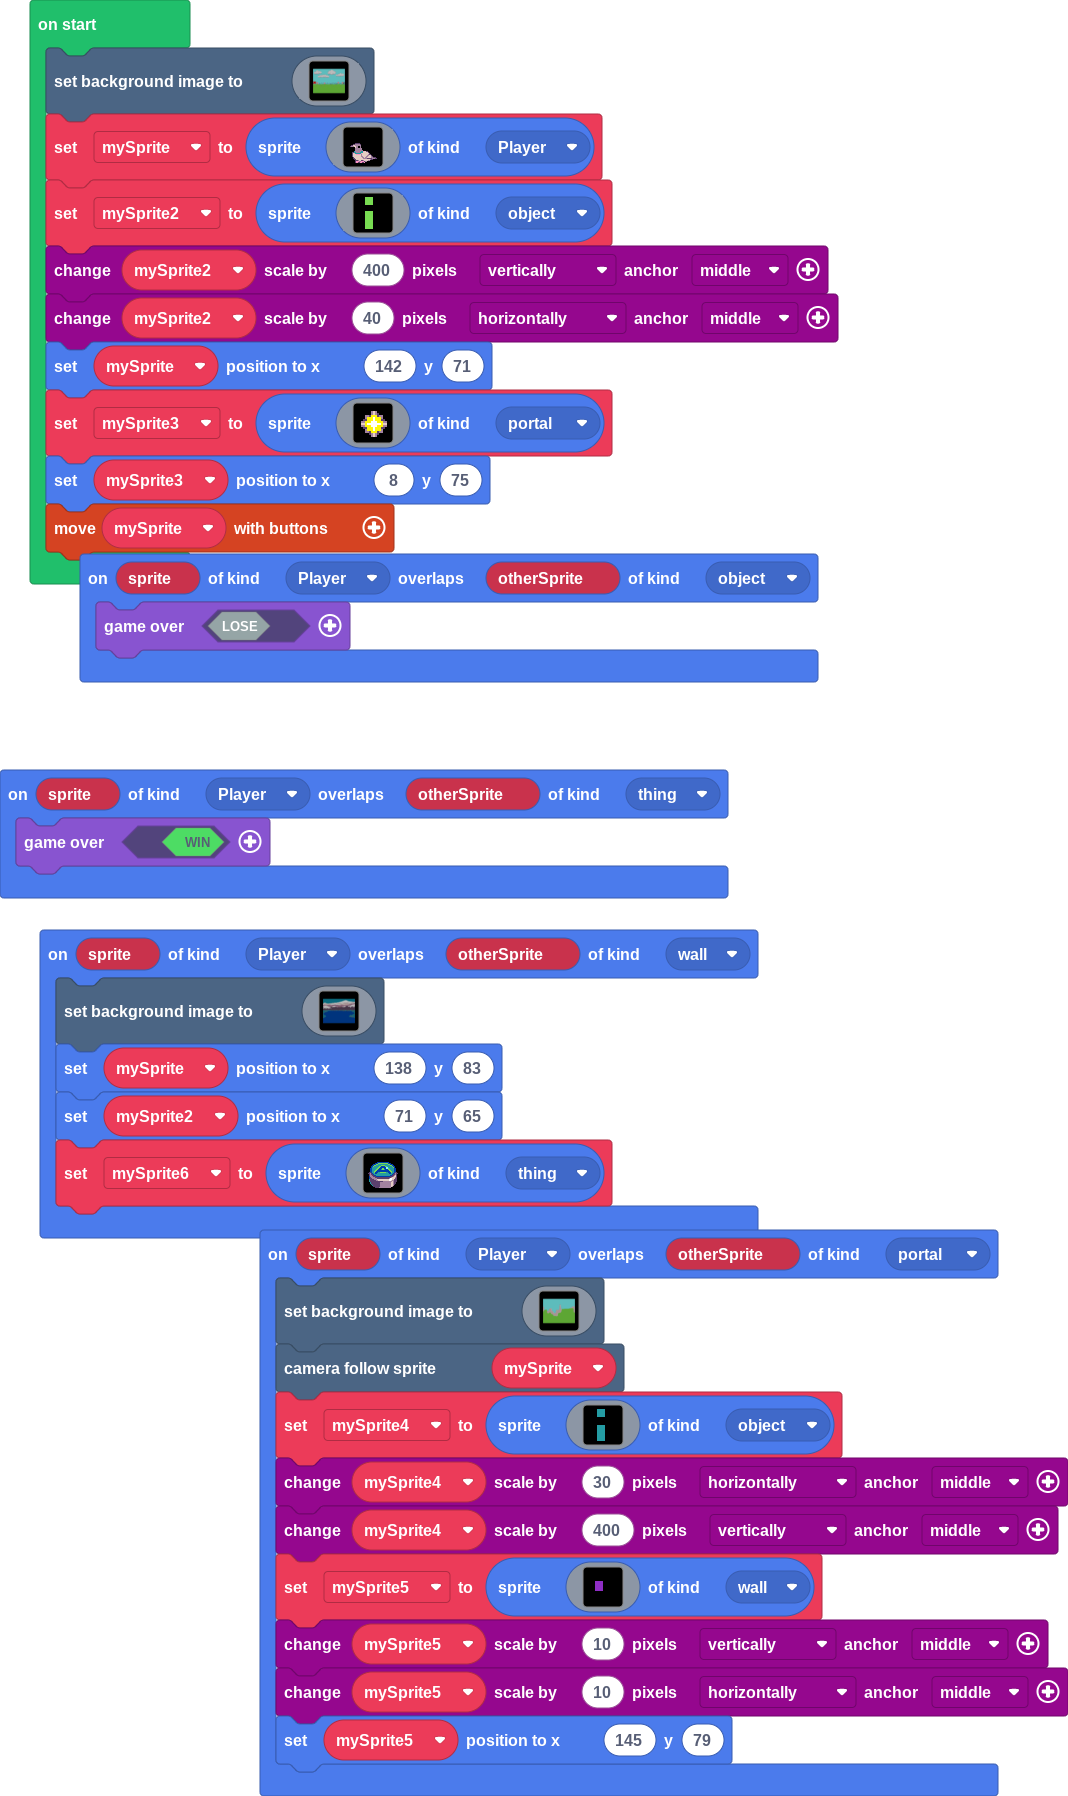 on start
set background image to
set mySprite to sprite of kind Player
set mySprite2 to sprite of kind object
change mySprite2 scale by 400 pixels vertically anchor middle
change mySprite2 scale by 40 pixels horizontally anchor middle
set mySprite position to x 142 y 71
set mySprite3 to sprite of kind portal
set mySprite3 position to x 8 y 75
move mySprite with buttons
on sprite of kind Player overlaps otherSprite of kind object
game over LOSE
on sprite of kind Player overlaps otherSprite of kind thing
game over WIN
on sprite of kind Player overlaps otherSprite of kind wall
set background image to
set mySprite position to x 138 y 83
set mySprite2 position to x 71 y 65
set mySprite6 to sprite of kind thing
on sprite of kind Player overlaps otherSprite of kind portal
set background image to
camera follow sprite mySprite
set mySprite4 to sprite of kind object
change mySprite4 scale by 30 pixels horizontally anchor middle
change mySprite4 scale by 400 pixels vertically anchor middle
set mySprite5 to sprite of kind wall
change mySprite5 scale by 10 pixels vertically anchor middle
change mySprite5 scale by 10 pixels horizontally anchor middle
set mySprite5 position to x 145 y 79